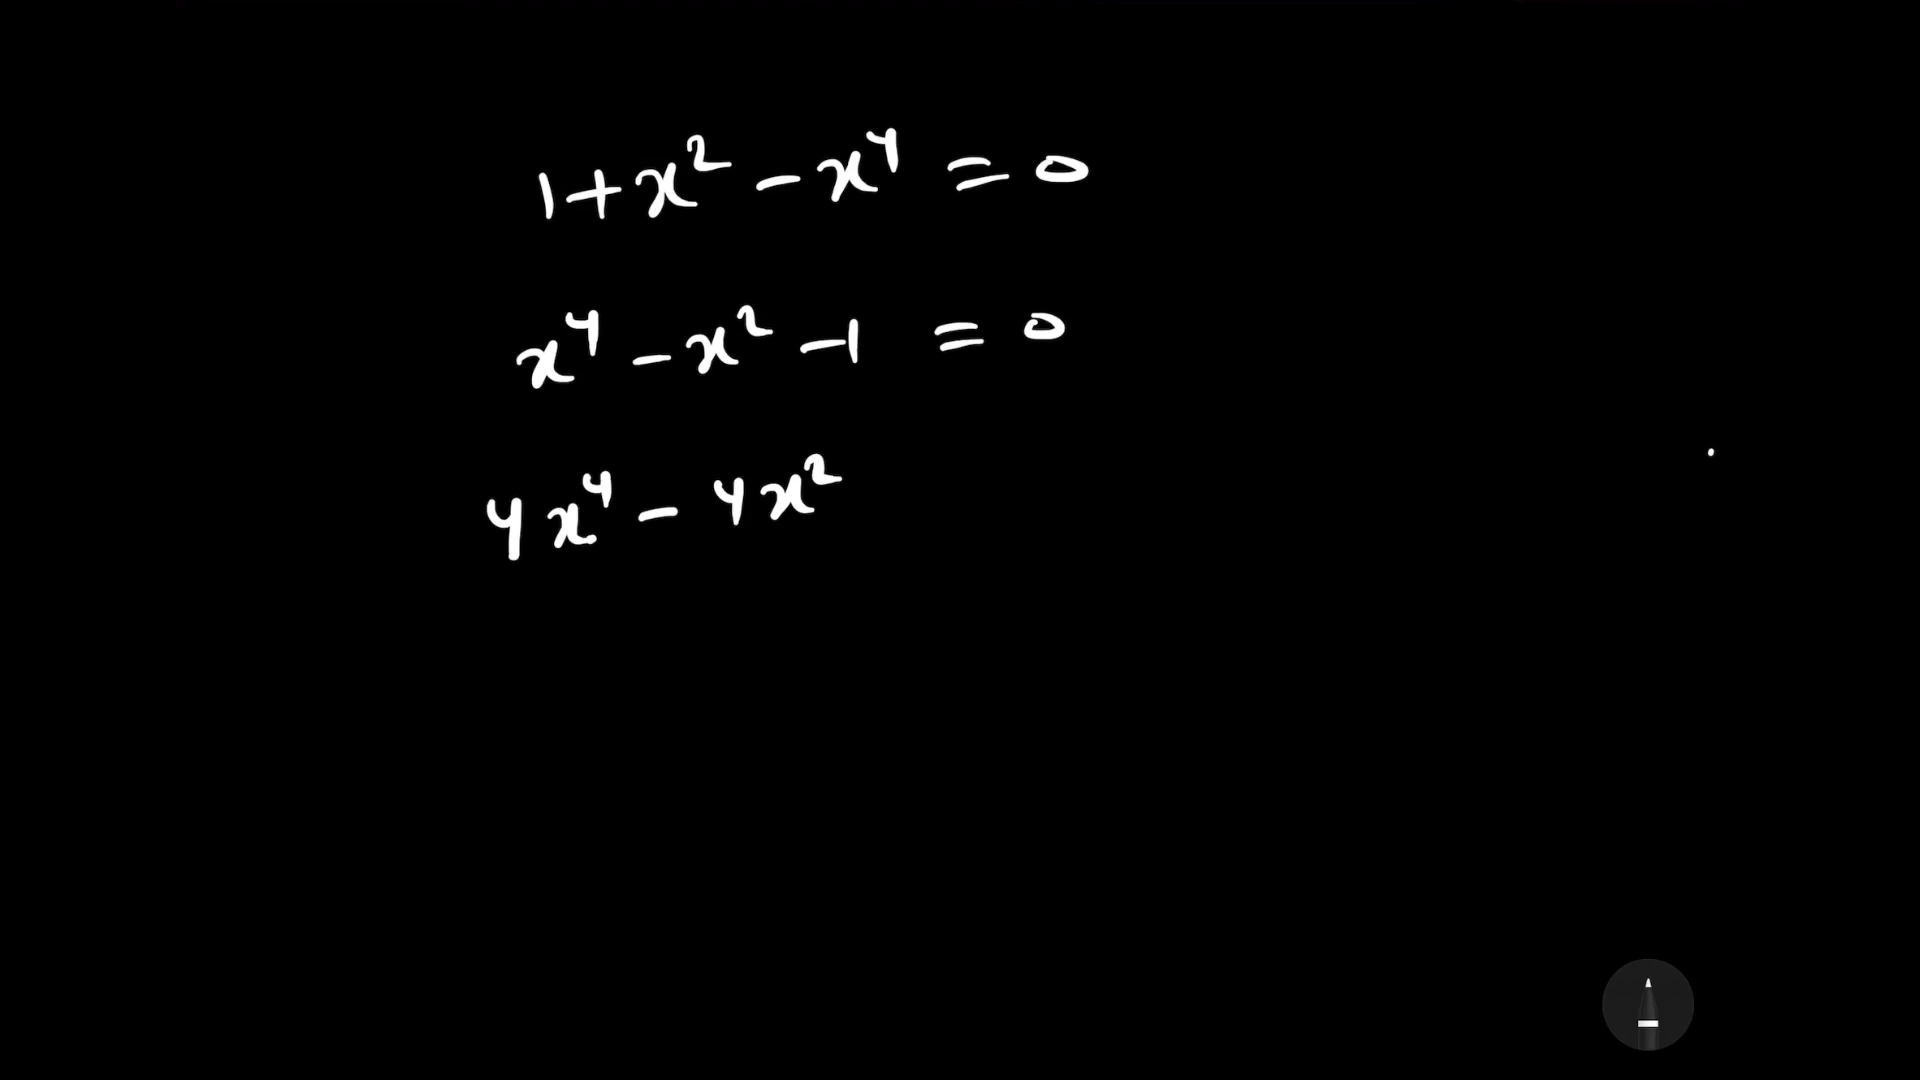 1+x² -x⁴ = 0
x⁴ -x² -1 = 0
4x⁴ - 4x²